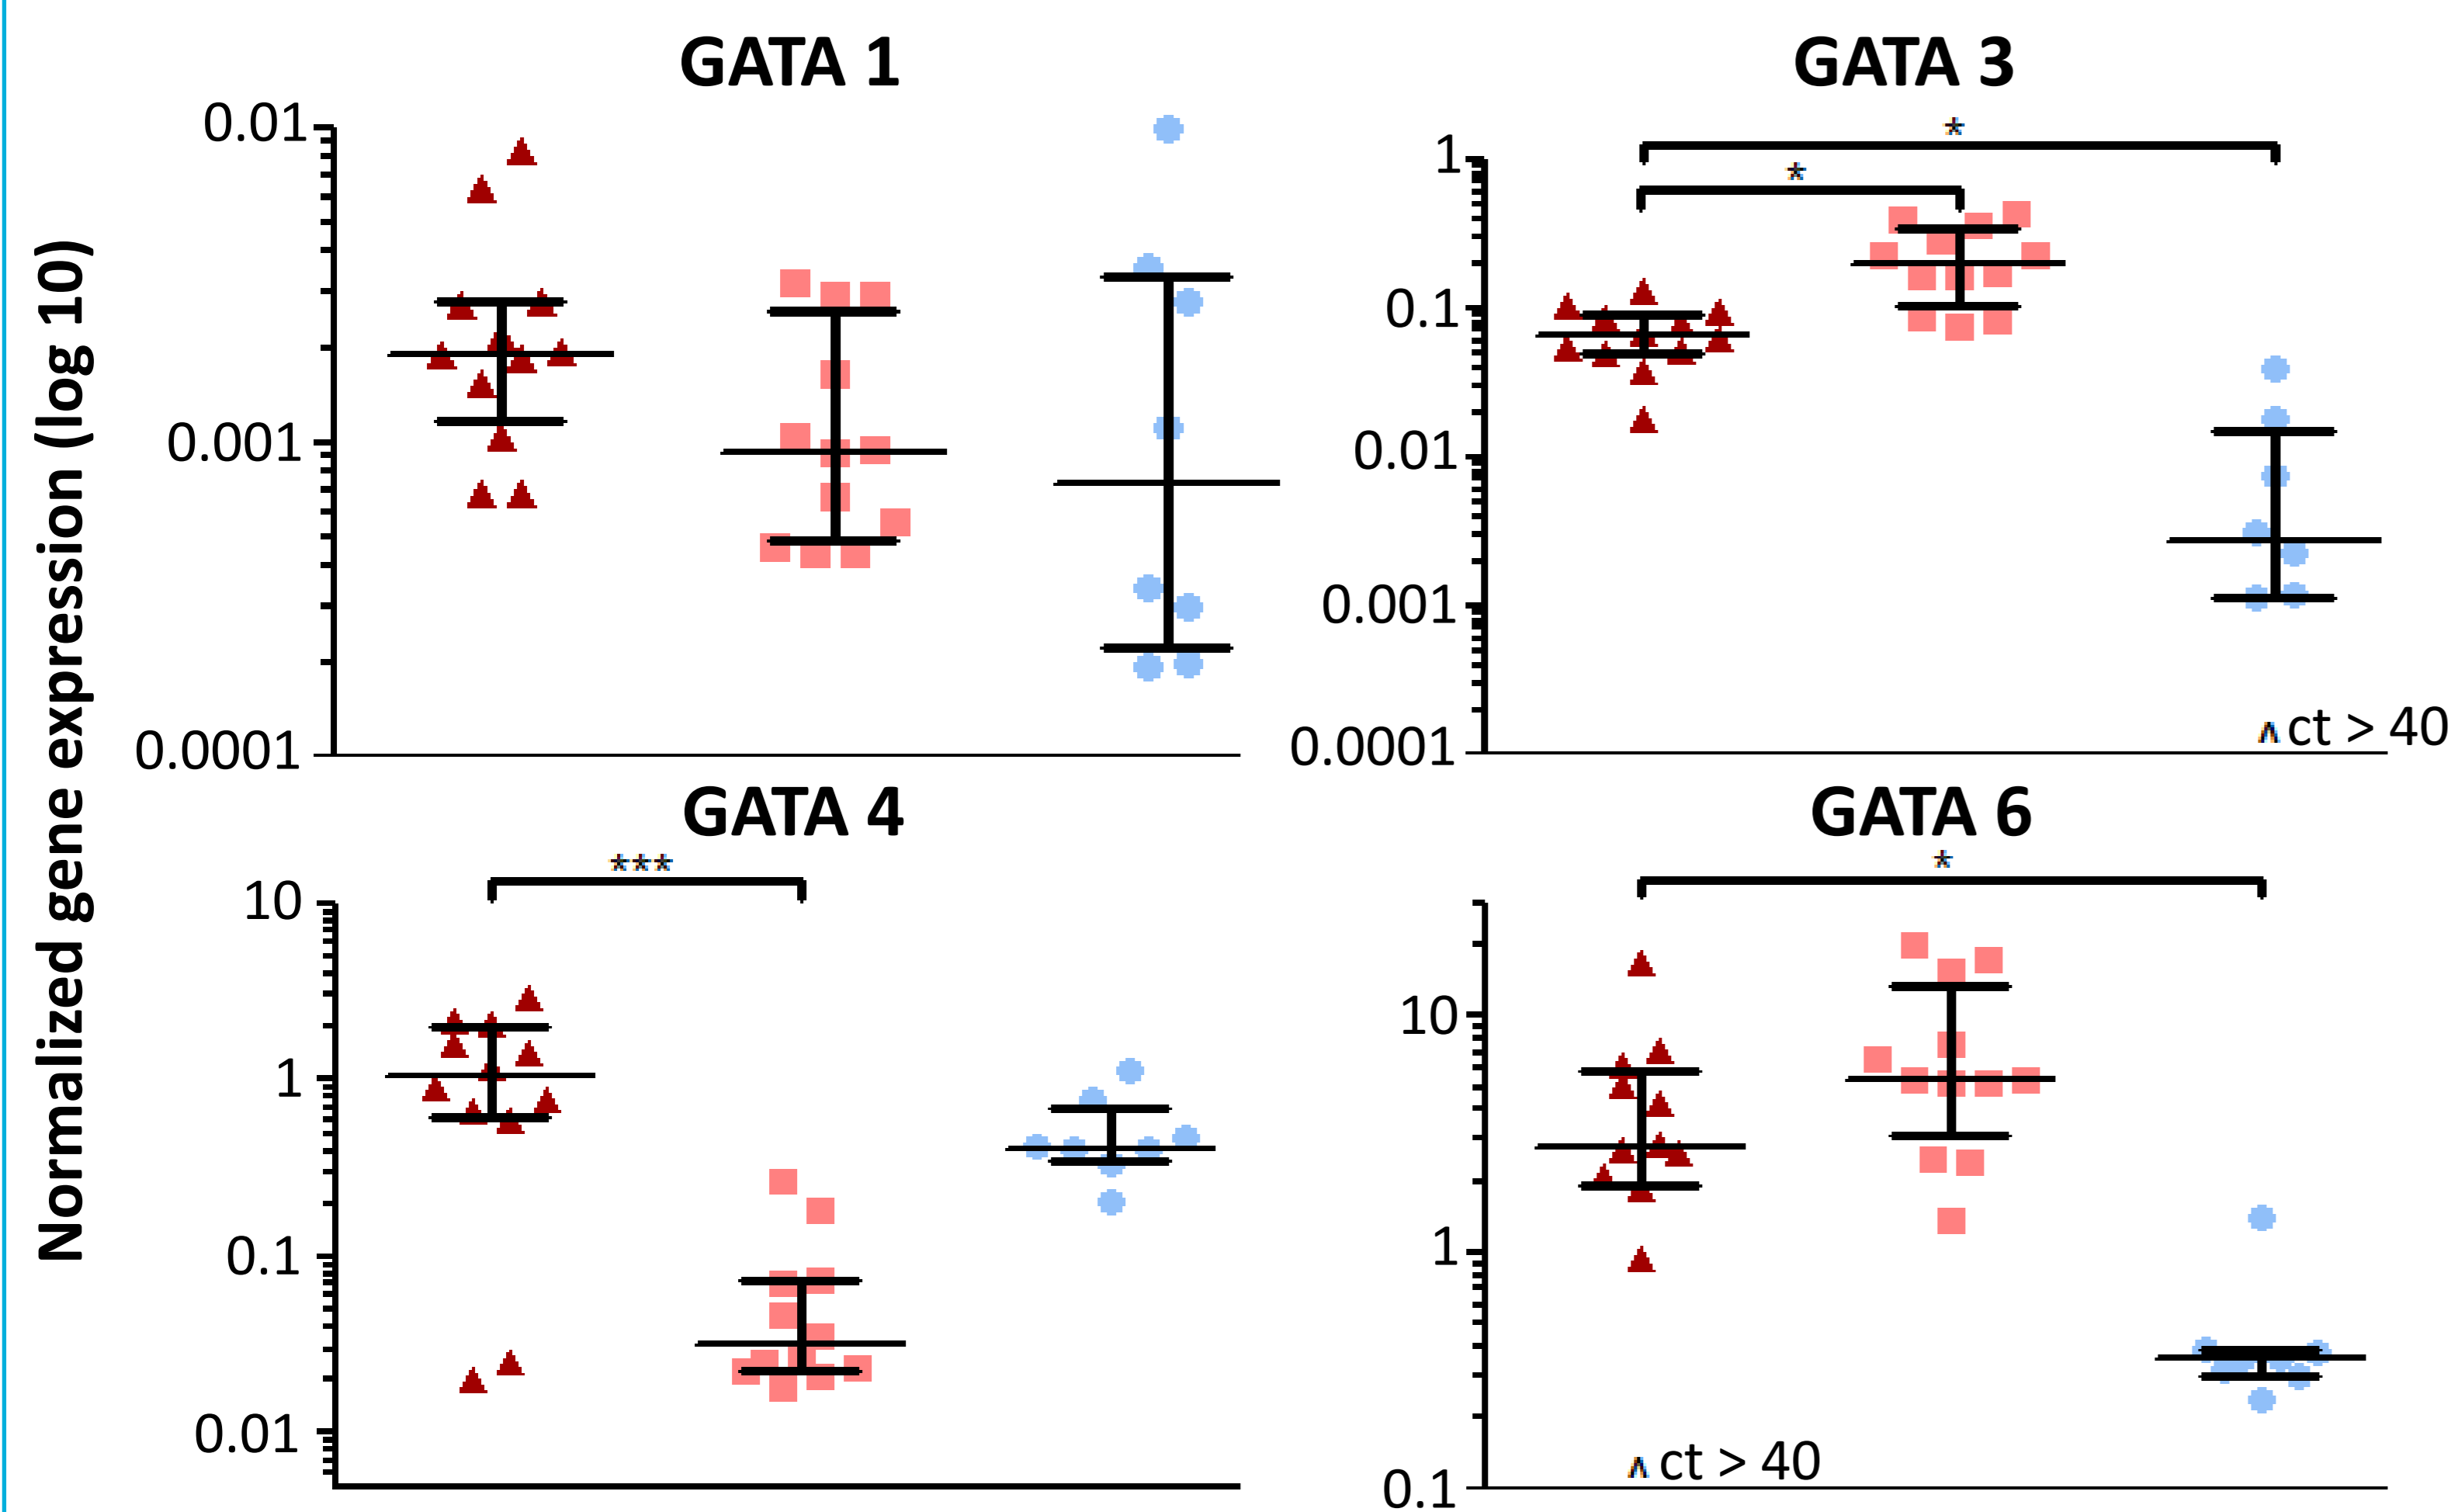 Normalized gene expression (log 10)
GATA 1
0.01
0.001
0.0001
GATA 3
*
*
1
0.1
0.01
0.001
0.0001
^ ct > 40
GATA 4
***
10
1
0.1
0.01
GATA 6
*
10
1
0.1
^ ct > 40